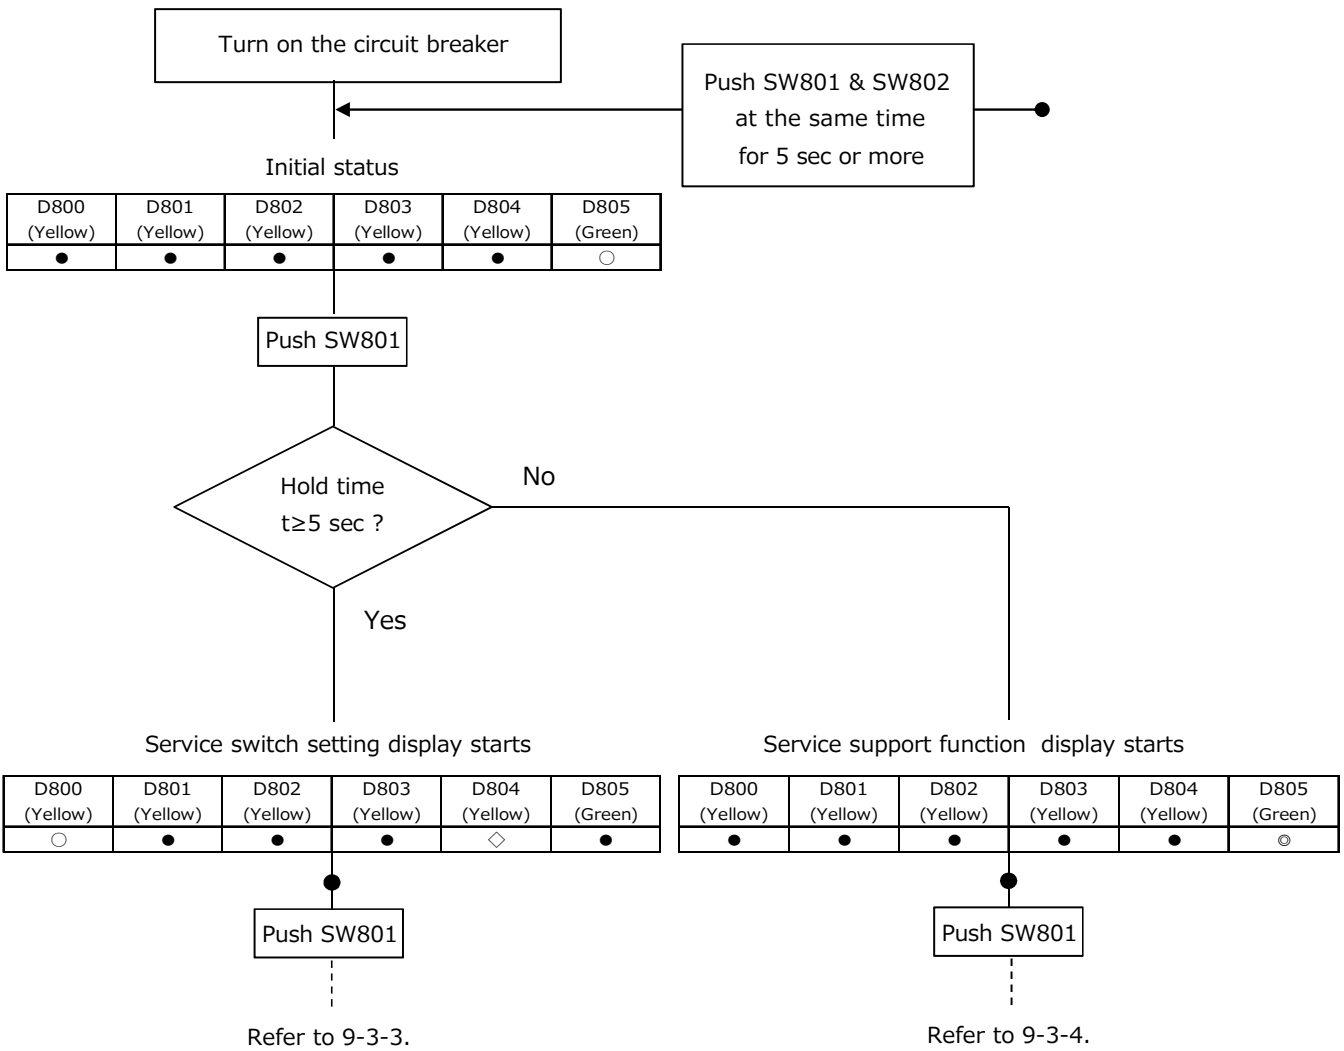 Turn on the circuit breaker
Push SW801 & SW802
at the same time
for 5 sec or more
Initial status
D800 D801 D802 D803 D804 D805
(Yellow) (Yellow) (Yellow) (Yellow) (Yellow) (Green)
● ● ● ● ● ○
Push SW801
Hold time
t≥5 sec ?
No
Yes
Service switch setting display starts
D800 D801 D802 D803 D804 D805
(Yellow) (Yellow) (Yellow) (Yellow) (Yellow) (Green)
○ ● ● ● ◇ ●
Push SW801
Refer to 9-3-3.
Service support function display starts
D800 D801 D802 D803 D804 D805
(Yellow) (Yellow) (Yellow) (Yellow) (Yellow) (Green)
● ● ● ● ● ◎
Push SW801
Refer to 9-3-4.